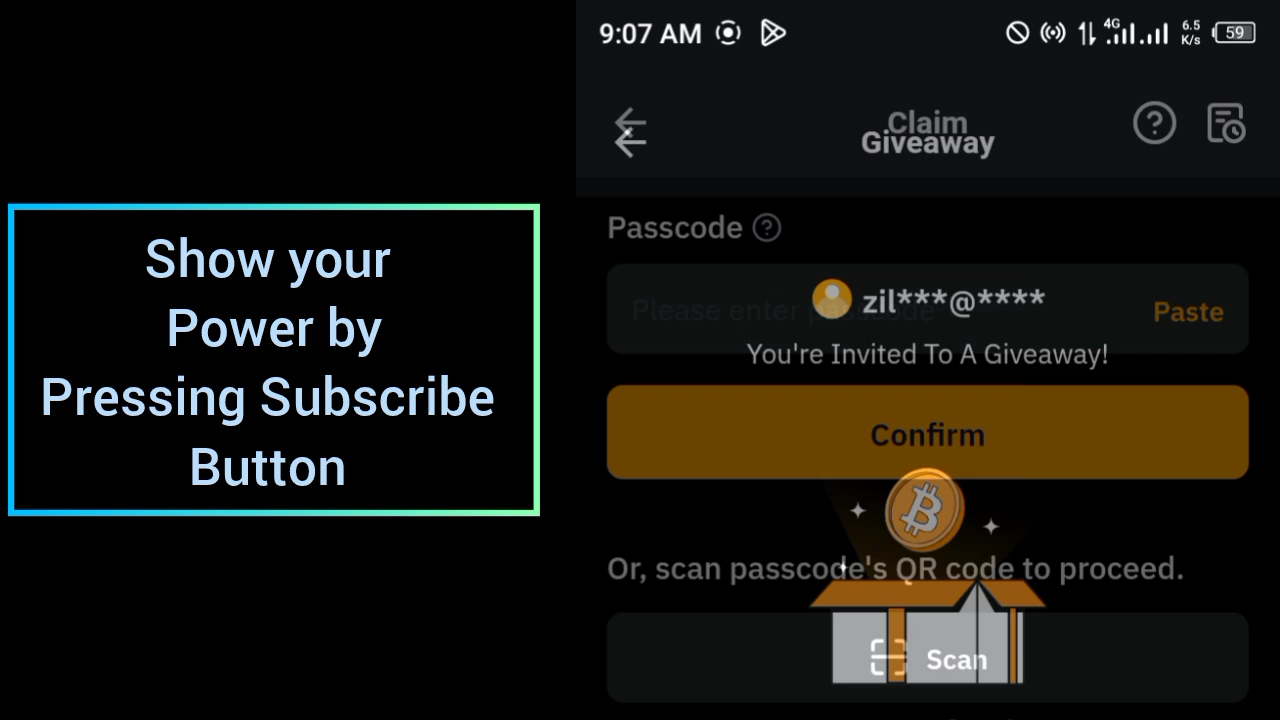 Show your
Power by
Pressing Subscribe
Button
9:07 AM
4G
6.5
K/s
59
Claim
Giveaway
Passcode
Please enter passcode
zil***@****
Paste
You're Invited To A Giveaway!
Confirm
Or, scan passcode's QR code to proceed.
Scan